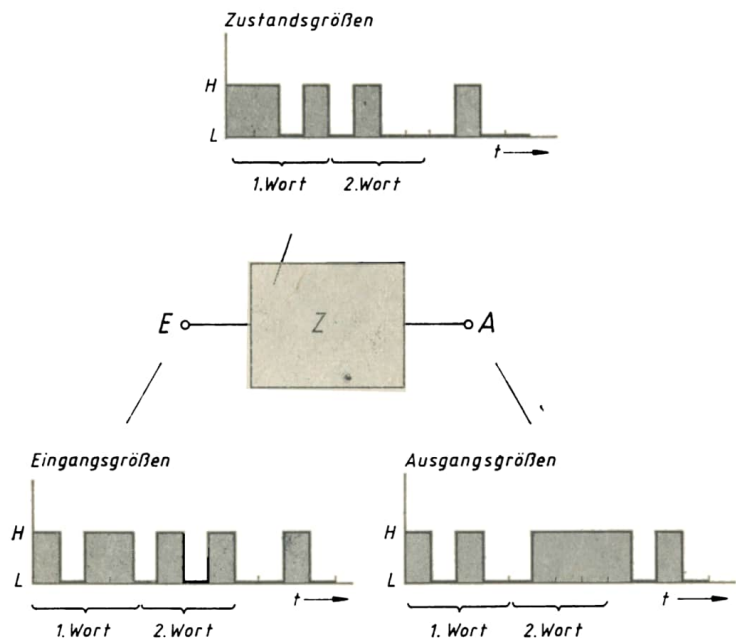 Zustandsgrößen
H
L
t
1.Wort 2.Wort
E Z A
Eingangsgrößen
H
L
t
1.Wort 2.Wort
Ausgangsgrößen
H
L
t
1.Wort 2.Wort